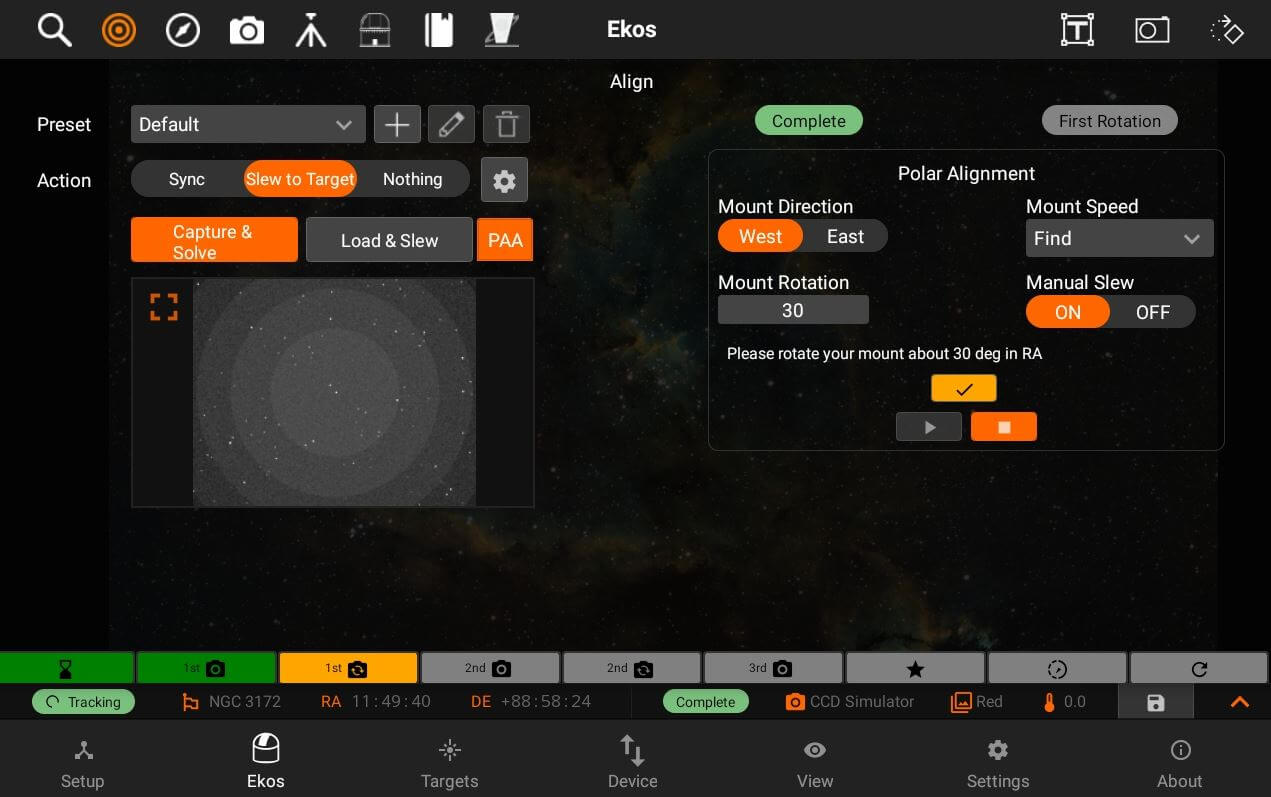 Ekos
T
Align
Preset
Default
Complete
First Rotation
Action
Sync
Slew to Target
Nothing
Polar Alignment
Mount Direction
Mount Speed
West
East
Find
Capture &
Solve
Load & Slew
PAA
Mount Rotation
Manual Slew
30
ON
OFF
Please rotate your mount about 30 deg in RA
1st
1st
2nd
2nd
3rd
Tracking
NGC 3172
RA 11:49:40
DE +88:58:24
Complete
CCD Simulator
Red
0.0
Setup
Ekos
Targets
Device
View
Settings
About